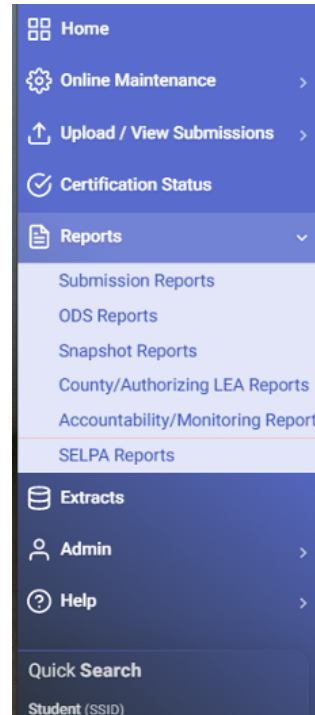 Home
Online Maintenance
Upload / View Submissions
Certification Status
Reports
Submission Reports
ODS Reports
Snapshot Reports
County/Authorizing LEA Reports
Accountability/Monitoring Report
SELPA Reports
Extracts
Admin
Help
Quick Search
Student (SSID)